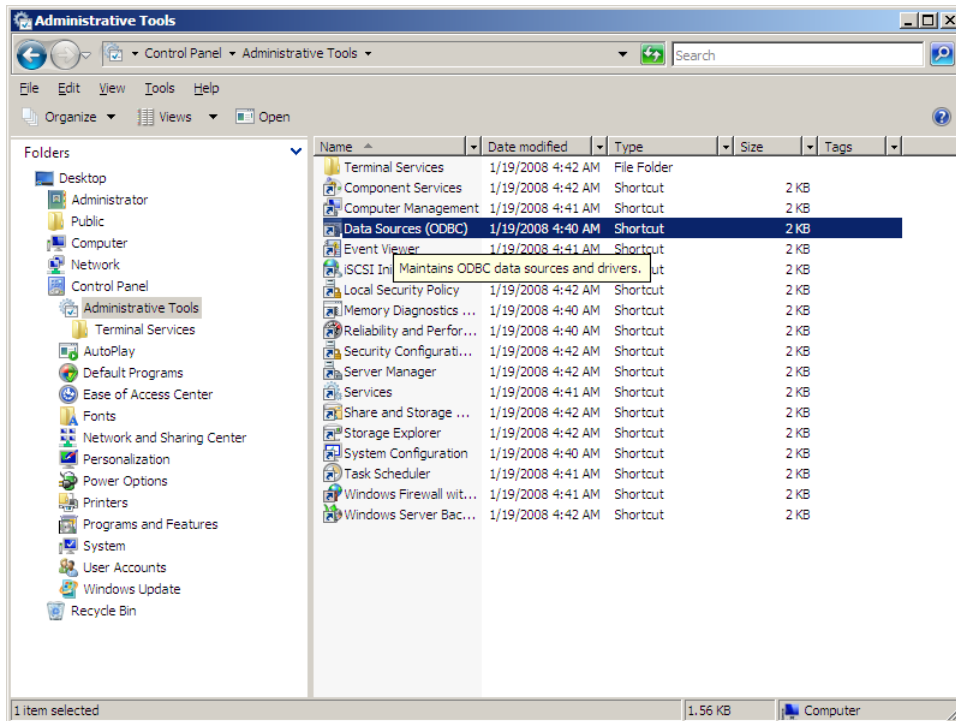 Administrative Tools
Control Panel Administrative Tools
Search
File Edit View Tools Help
Organize Views Open
Folders
Desktop
Administrator
Public
Computer
Network
Control Panel
Administrative Tools
Terminal Services
AutoPlay
Default Programs
Ease of Access Center
Fonts
Network and Sharing Center
Personalization
Power Options
Printers
Programs and Features
System
User Accounts
Windows Update
Recycle Bin
Name Date modified Type Size Tags
Terminal Services 1/19/2008 4:42 AM File Folder
Component Services 1/19/2008 4:42 AM Shortcut 2 KB
Computer Management 1/19/2008 4:41 AM Shortcut 2 KB
Data Sources (ODBC) 1/19/2008 4:40 AM Shortcut 2 KB
Event Viewer 1/19/2008 4:41 AM Shortcut 2 KB
iSCSI Ini Maintains ODBC data sources and drivers. ut 2 KB
Local Security Policy 1/19/2008 4:42 AM Shortcut 2 KB
Memory Diagnostics ... 1/19/2008 4:40 AM Shortcut 2 KB
Reliability and Perfor... 1/19/2008 4:40 AM Shortcut 2 KB
Security Configurati... 1/19/2008 4:42 AM Shortcut 2 KB
Server Manager 1/19/2008 4:42 AM Shortcut 2 KB
Services 1/19/2008 4:41 AM Shortcut 2 KB
Share and Storage ... 1/19/2008 4:42 AM Shortcut 2 KB
Storage Explorer 1/19/2008 4:42 AM Shortcut 2 KB
System Configuration 1/19/2008 4:40 AM Shortcut 2 KB
Task Scheduler 1/19/2008 4:41 AM Shortcut 2 KB
Windows Firewall wit... 1/19/2008 4:41 AM Shortcut 2 KB
Windows Server Bac... 1/19/2008 4:42 AM Shortcut 2 KB
1 item selected 1.56 KB Computer